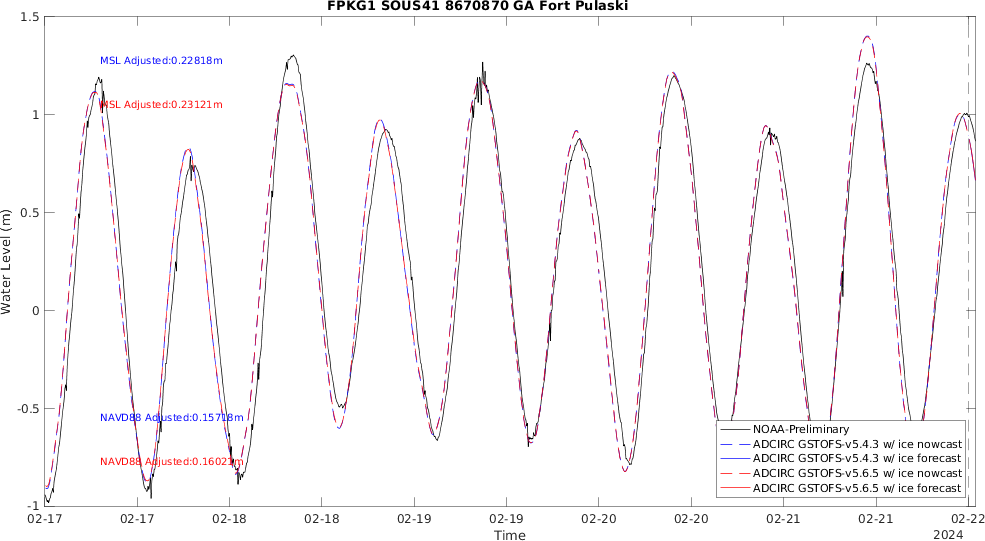 FPKG1 SOUS41 8670870 GA Fort Pulaski
1.5
1
0.5
0
-0.5
-1
Water Level (m)
MSL Adjusted:0.22818m
MSL Adjusted:0.23121m
NAVD88 Adjusted:0.15718m
NAVD88 Adjusted:0.16021m
NOAA-Preliminary
ADCIRC GSTOFS-v5.4.3 w/ ice nowcast
ADCIRC GSTOFS-v5.4.3 w/ ice forecast
ADCIRC GSTOFS-v5.6.5 w/ ice nowcast
ADCIRC GSTOFS-v5.6.5 w/ ice forecast
02-17 02-17 02-18 02-18 02-19 02-19 02-20 02-20 02-21 02-21 02-22
Time
2024